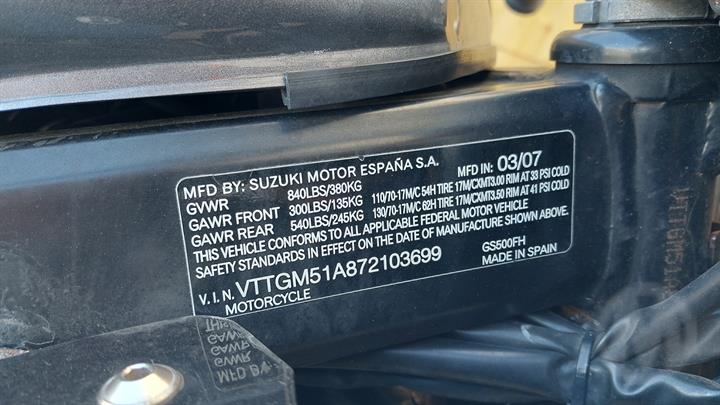 MFD BY: SUZUKI MOTOR ESPAÑA S.A. MFD IN: 03/07
GVWR 840LBS/380KG
GAWR FRONT 300LBS/135KG 110/70-17M/C 54H TIRE 17M/CXMT3.00 RIM AT 33 PSI COLD
GAWR REAR 540LBS/245KG 130/70-17M/C 62H TIRE 17M/CXMT3.50 RIM AT 41 PSI COLD
THIS VEHICLE CONFORMS TO ALL APPLICABLE FEDERAL MOTOR VEHICLE
SAFETY STANDARDS IN EFFECT ON THE DATE OF MANUFACTURE SHOWN ABOVE.
GS500FH
V.I.N. VTTGM51A872103699 MADE IN SPAIN
MOTORCYCLE